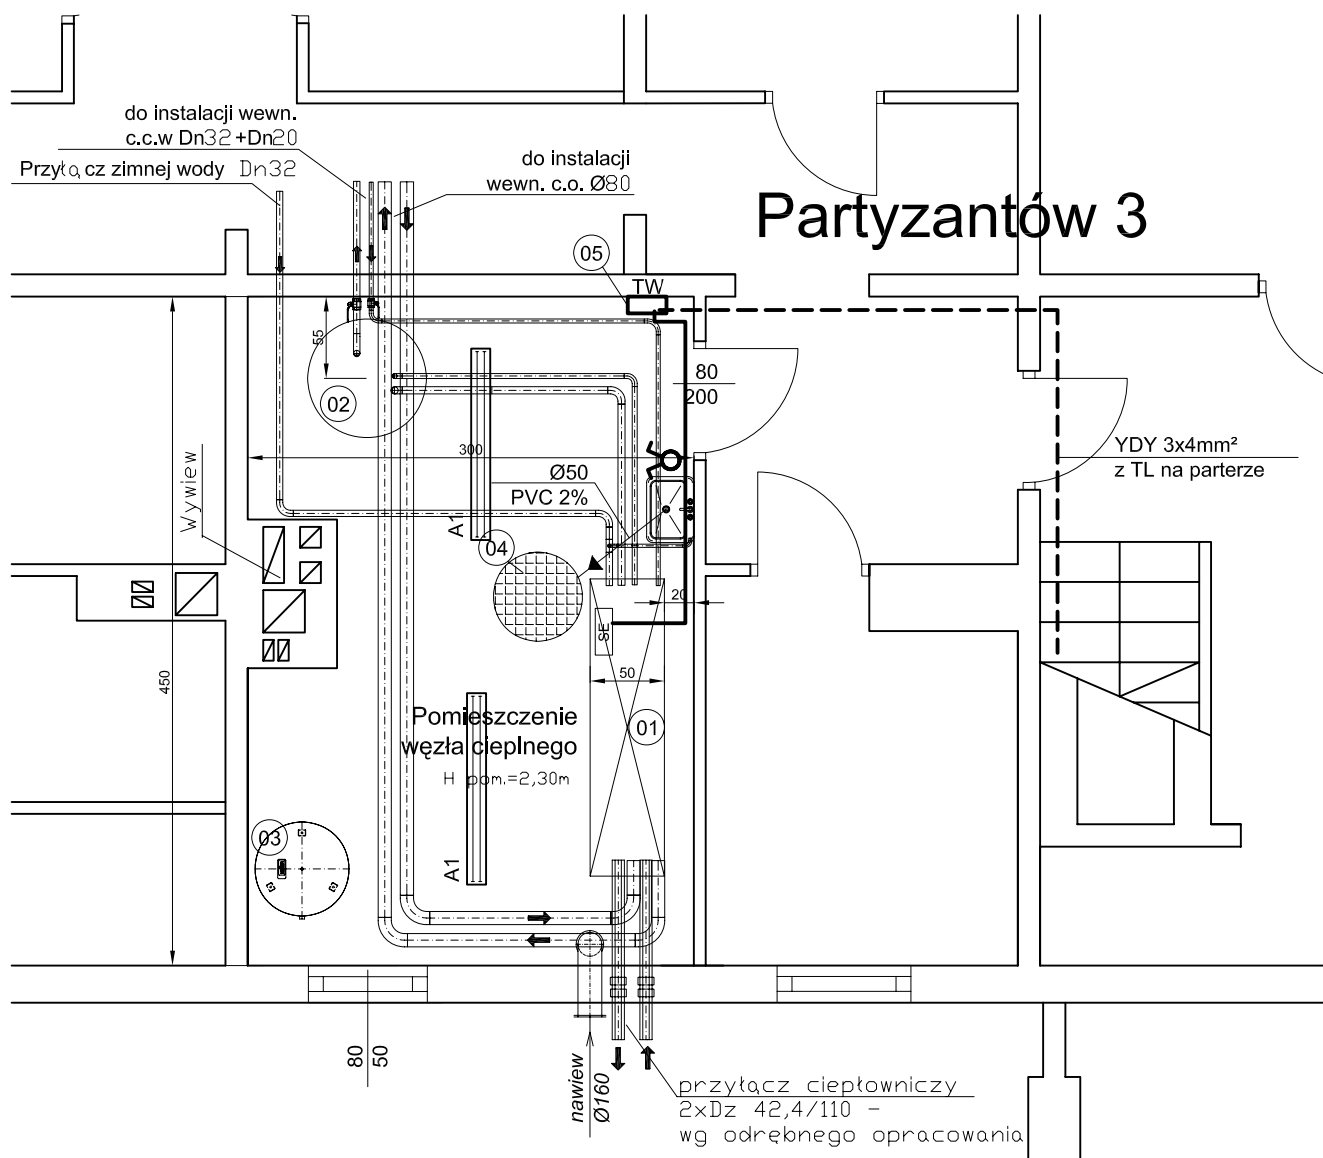 do instalacji wewn.
c.c.w Dn32+Dn20
Przyłącz zimnej wody Dn32
do instalacji
wewn. c.o. Ø80
Partyzantów 3
05
TW
55
02
80
200
300
Wywiew
Ø50
PVC 2%
YDY 3x4mm²
z TL na parterze
A1
04
20
SE
50
450
01
Pomieszczenie
węzła cieplnego
H pom.=2,30m
03
A1
80
50
nawiew
Ø160
przyłącz ciepłowniczy
2xDz 42,4/110 -
wg odrębnego opracowania